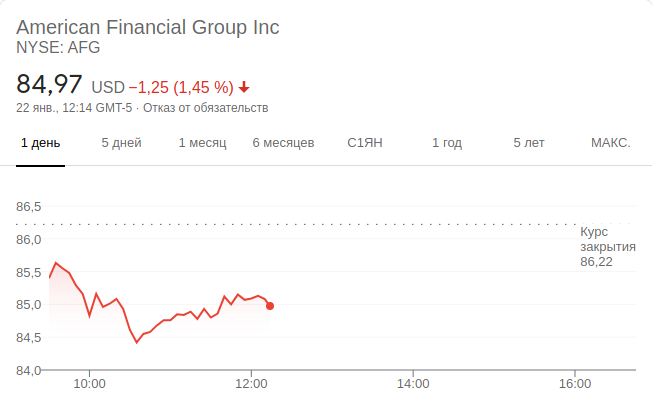 American Financial Group Inc
NYSE: AFG
84,97 USD −1,25 (1,45 %)
22 янв., 12:14 GMT-5 · Отказ от обязательств
1 день 5 дней 1 месяц 6 месяцев С1ЯН 1 год 5 лет МАКС.
86,5
86,0
85,5
85,0
84,5
84,0
Курс
закрытия
86,22
10:00 12:00 14:00 16:00